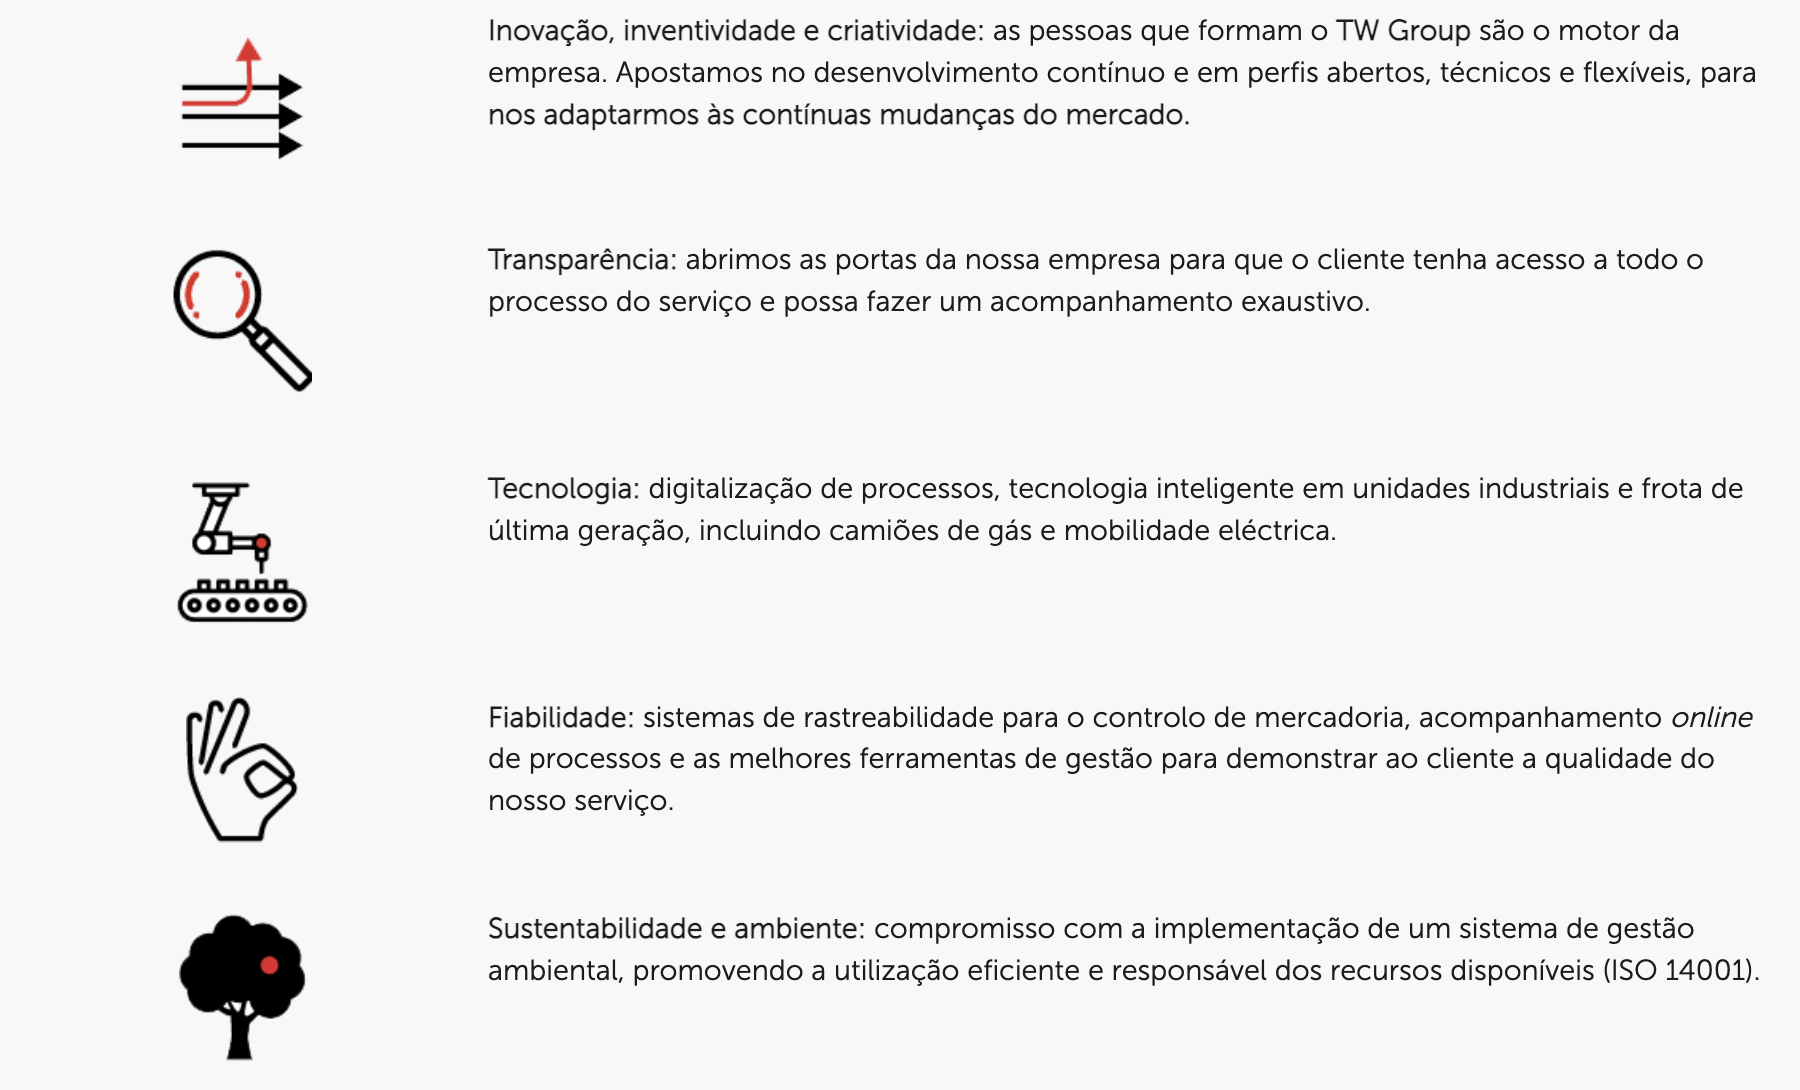 Inovação, inventividade e criatividade: as pessoas que formam o TW Group são o motor da
empresa. Apostamos no desenvolvimento contínuo e em perfis abertos, técnicos e flexíveis, para
nos adaptarmos às contínuas mudanças do mercado.
Transparência: abrimos as portas da nossa empresa para que o cliente tenha acesso a todo o
processo do serviço e possa fazer um acompanhamento exaustivo.
Tecnologia: digitalização de processos, tecnologia inteligente em unidades industriais e frota de
última geração, incluindo camiões de gás e mobilidade eléctrica.
Fiabilidade: sistemas de rastreabilidade para o controlo de mercadoria, acompanhamento online
de processos e as melhores ferramentas de gestão para demonstrar ao cliente a qualidade do
nosso serviço.
Sustentabilidade e ambiente: compromisso com a implementação de um sistema de gestão
ambiental, promovendo a utilização eficiente e responsável dos recursos disponíveis (ISO 14001).